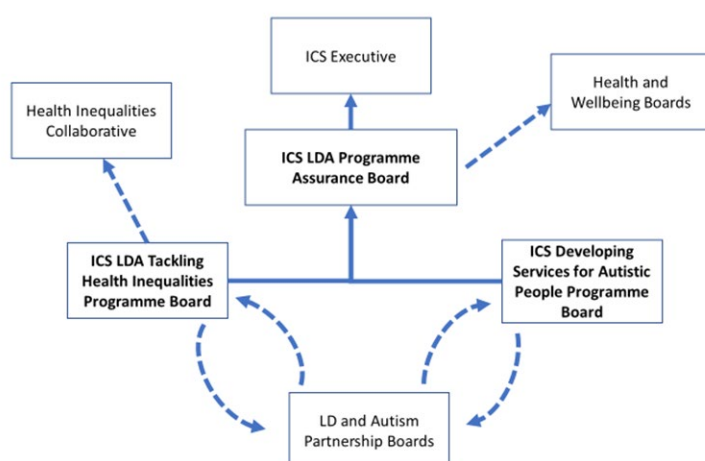 ICS Executive
Health and
Wellbeing Boards
Health Inequalities
Collaborative
ICS LDA Programme
Assurance Board
ICS LDA Tackling
Health Inequalities
Programme Board
ICS Developing
Services for Autistic
People Programme
Board
LD and Autism
Partnership Boards